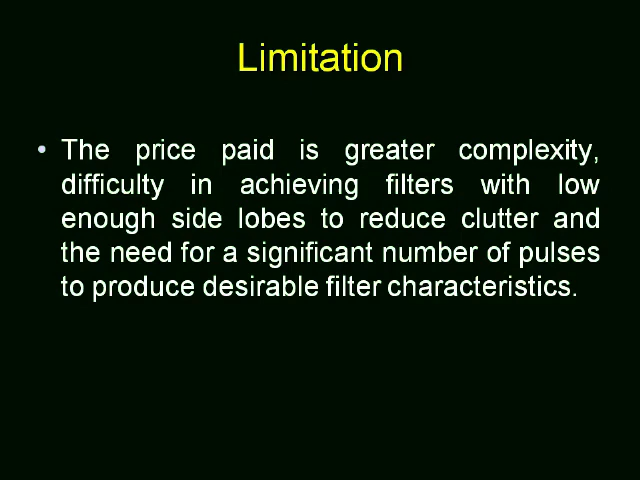 Limitation
• The price paid is greater complexity,
difficulty in achieving filters with low
enough side lobes to reduce clutter and
the need for a significant number of pulses
to produce desirable filter characteristics.